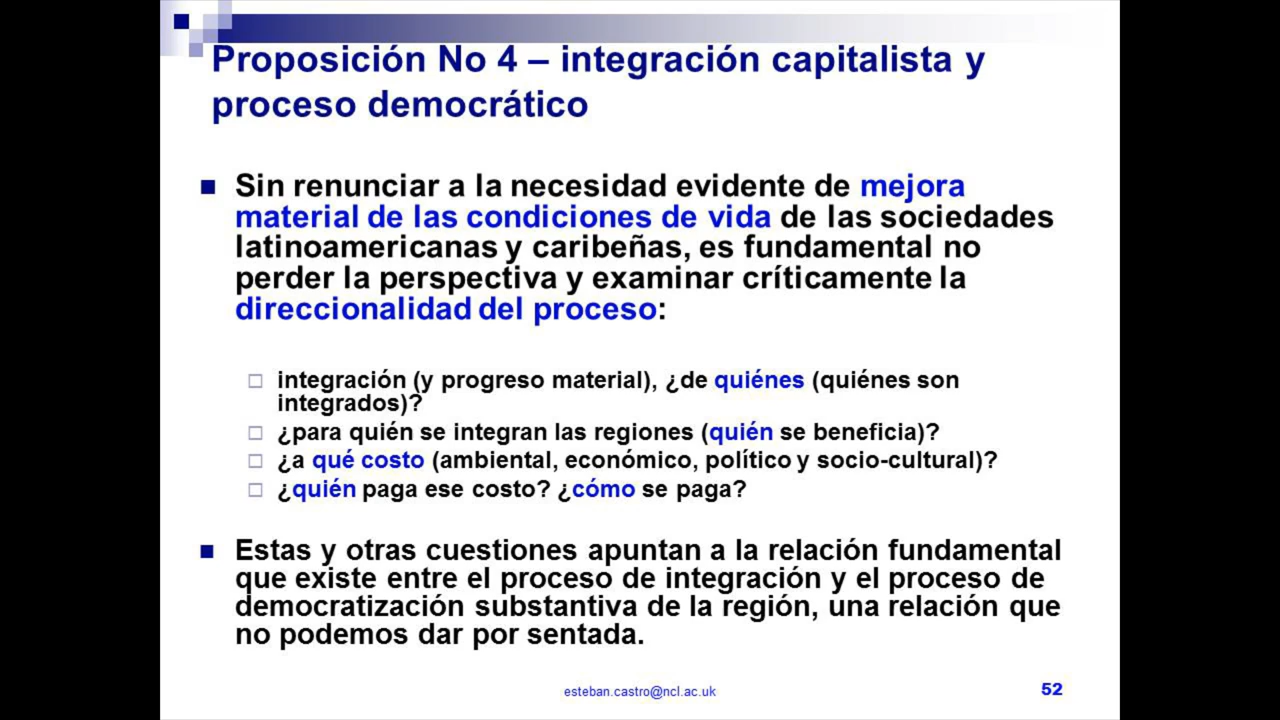 Proposición No 4 – integración capitalista y
proceso democrático
Sin renunciar a la necesidad evidente de mejora
material de las condiciones de vida de las sociedades
latinoamericanas y caribeñas, es fundamental no
perder la perspectiva y examinar críticamente la
direccionalidad del proceso:
integración (y progreso material), ¿de quiénes (quiénes son
integrados)?
¿para quién se integran las regiones (quién se beneficia)?
¿a qué costo (ambiental, económico, político y socio-cultural)?
¿quién paga ese costo? ¿cómo se paga?
Estas y otras cuestiones apuntan a la relación fundamental
que existe entre el proceso de integración y el proceso de
democratización substantiva de la región, una relación que
no podemos dar por sentada.
esteban.castro@ncl.ac.uk
52